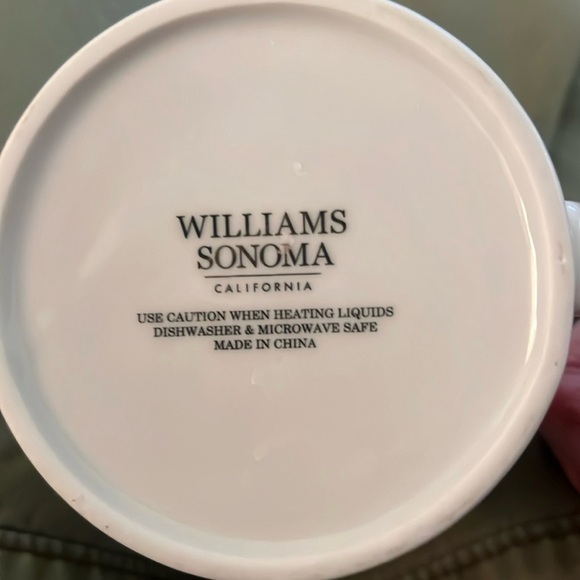 WILLIAMS
SONOMA
CALIFORNIA
USE CAUTION WHEN HEATING LIQUIDS
DISHWASHER & MICROWAVE SAFE
MADE IN CHINA